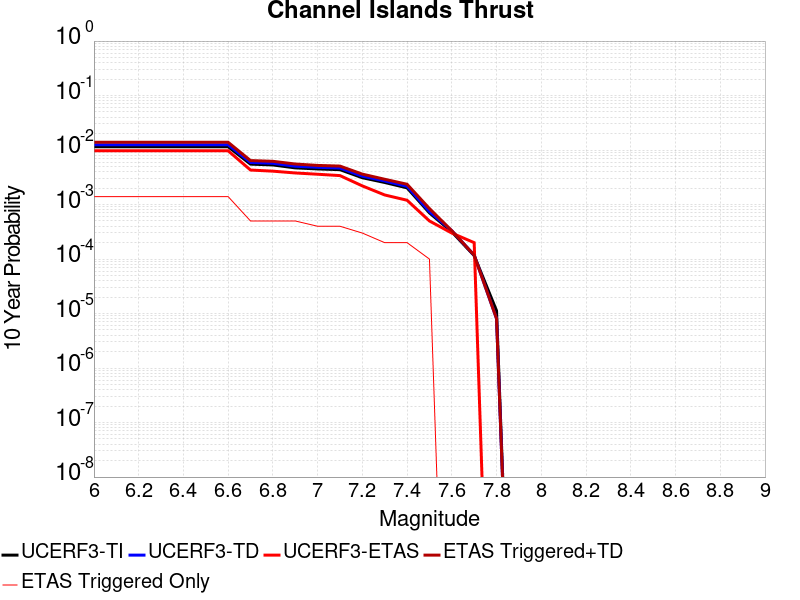 Channel Islands Thrust
10 Year Probability
10^0
10^-1
10^-2
10^-3
10^-4
10^-5
10^-6
10^-7
10^-8
6 6.2 6.4 6.6 6.8 7 7.2 7.4 7.6 7.8 8 8.2 8.4 8.6 8.8 9
Magnitude
UCERF3-TI UCERF3-TD UCERF3-ETAS ETAS Triggered+TD
ETAS Triggered Only